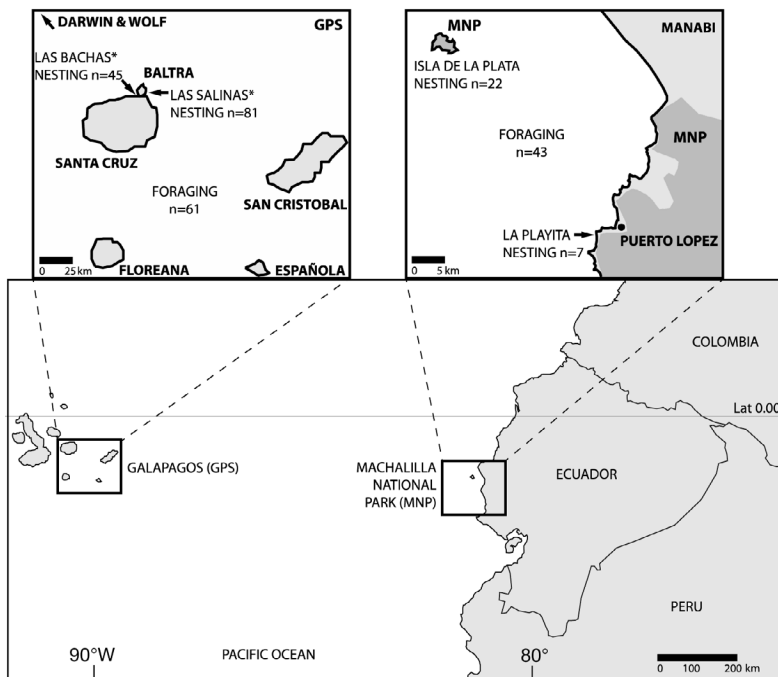 DARWIN & WOLF
GPS
LAS BACHAS*
NESTING n=45
BALTRA
LAS SALINAS*
NESTING n=81
SANTA CRUZ
FORAGING
n=61
SAN CRISTOBAL
0 25 km
FLOREANA
ESPAÑOLA
MNP
MANABI
ISLA DE LA PLATA
NESTING n=22
FORAGING
n=43
MNP
LA PLAYITA
NESTING n=7
PUERTO LOPEZ
0 5 km
COLOMBIA
Lat 0.00
GALAPAGOS (GPS)
MACHALILLA
NATIONAL
PARK (MNP)
ECUADOR
PERU
90°W
PACIFIC OCEAN
80°
0 100 200 km